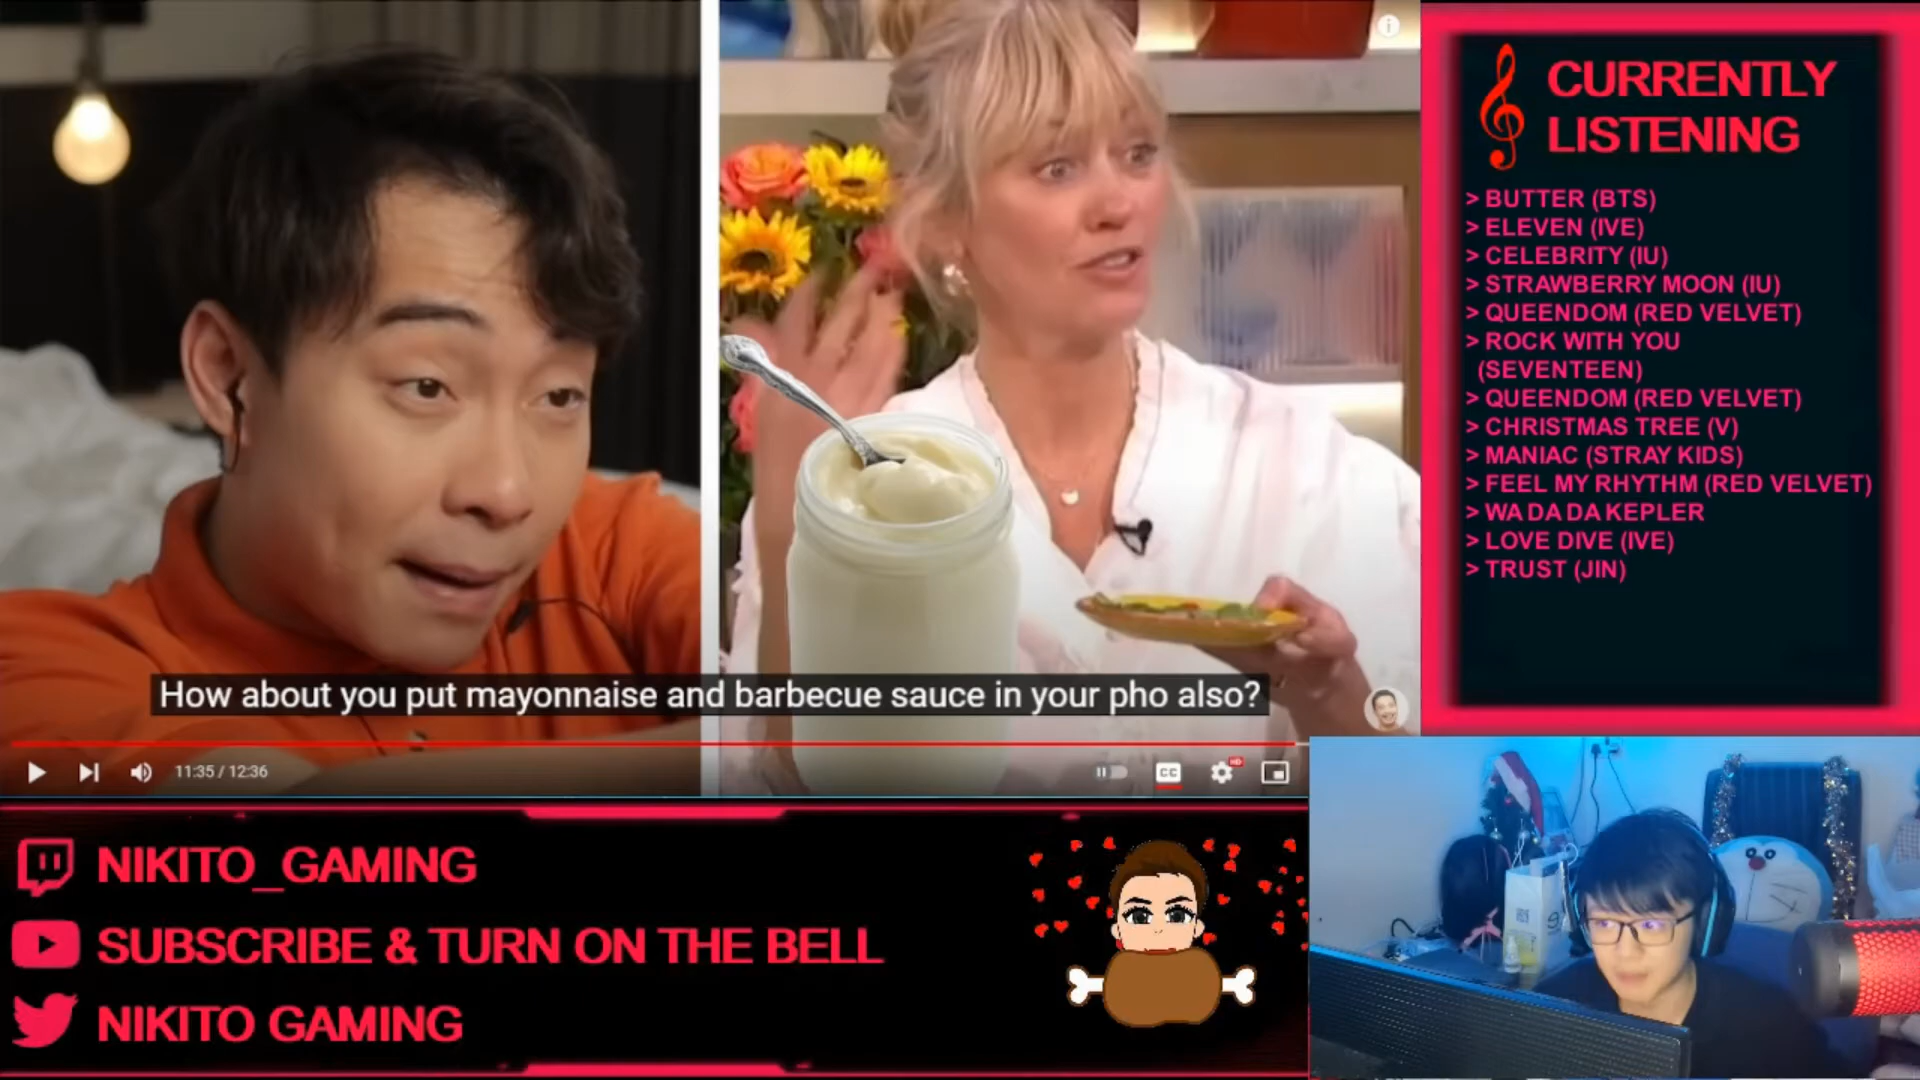 How about you put mayonnaise and barbecue sauce in your pho also?
11:35 / 12:36
CC
HD
CURRENTLY
LISTENING
> BUTTER (BTS)
> ELEVEN (IVE)
> CELEBRITY (IU)
> STRAWBERRY MOON (IU)
> QUEENDOM (RED VELVET)
> ROCK WITH YOU
(SEVENTEEN)
> QUEENDOM (RED VELVET)
> CHRISTMAS TREE (V)
> MANIAC (STRAY KIDS)
> FEEL MY RHYTHM (RED VELVET)
> WA DA DA KEPLER
> LOVE DIVE (IVE)
> TRUST (JIN)
NIKITO_GAMING
SUBSCRIBE & TURN ON THE BELL
NIKITO GAMING